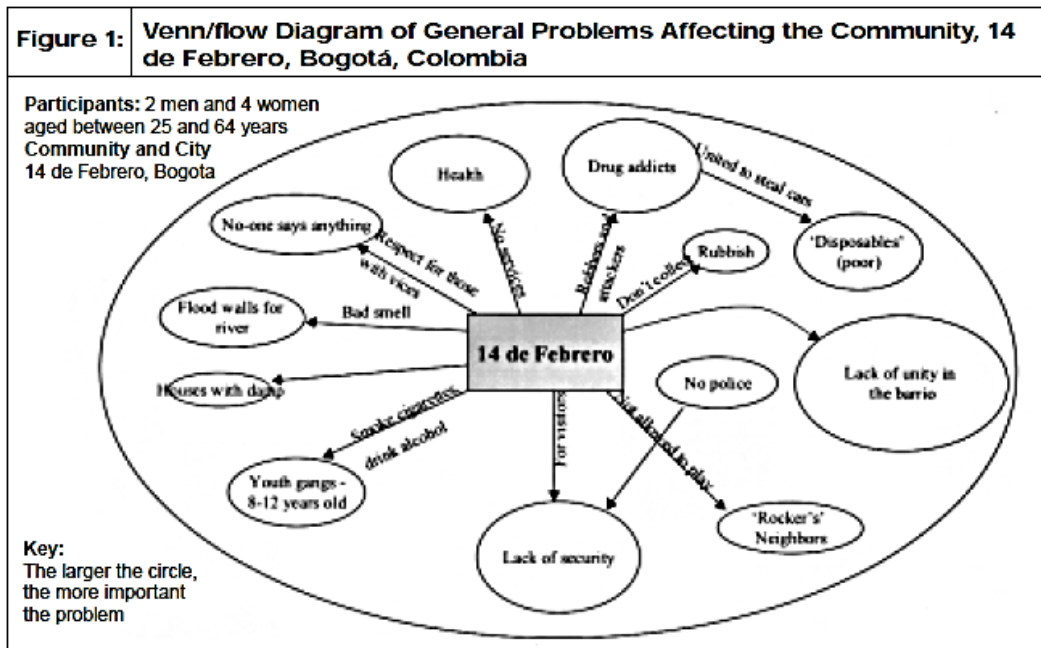 Figure 1:
Venn/flow Diagram of General Problems Affecting the Community, 14
de Febrero, Bogotá, Colombia
Participants: 2 men and 4 women
aged between 25 and 64 years
Community and City
14 de Febrero, Bogota
Health
No services
Drug addicts
Robbers and
attackers
United to steal cars
'Disposables'
(poor)
No-one says anything
Respect for those
with vices
Rubbish
Don't collect
Flood walls for
river
Bad smell
14 de Febrero
Lack of unity in
the barrio
No police
Houses with damp
Smoke cigarettes,
drink alcohol
Youth gangs -
8-12 years old
For visitors
Not allowed to play
Lack of security
'Rocker's'
Neighbors
Key:
The larger the circle,
the more important
the problem